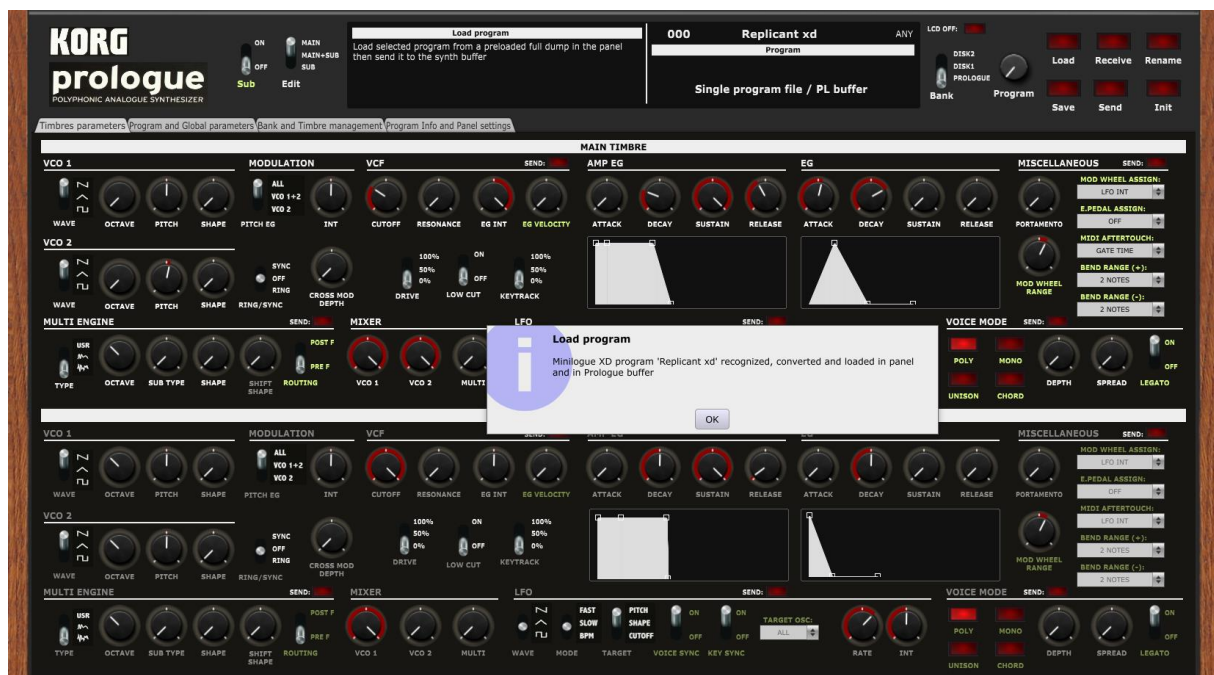 KORG
prologue
POLYPHONIC ANALOGUE SYNTHESIZER
ON
OFF
Sub
MAIN
MAIN+SUB
SUB
Edit
Load program
Load selected program from a preloaded full dump in the panel
then send it to the synth buffer
000 Replicant xd ANY
Program
Single program file / PL buffer
LCD OFF:
DISK2
DISK1
PROLOGUE
Bank
Program
Load Receive Rename
Save Send Init
Timbres parameters Program and Global parameters Bank and Timbre management Program Info and Panel settings
MAIN TIMBRE
VCO 1 MODULATION VCF SEND: AMP EG EG MISCELLANEOUS SEND:
ALL
VCO 1+2
VCO 2
WAVE OCTAVE PITCH SHAPE PITCH EG INT CUTOFF RESONANCE EG INT EG VELOCITY ATTACK DECAY SUSTAIN RELEASE ATTACK DECAY SUSTAIN RELEASE PORTAMENTO
MOD WHEEL ASSIGN:
LFO INT
E.PEDAL ASSIGN:
OFF
MIDI AFTERTOUCH:
GATE TIME
BEND RANGE (+):
2 NOTES
BEND RANGE (-):
2 NOTES
MOD WHEEL
RANGE
VCO 2
SYNC
OFF
RING
100%
50%
0%
ON
OFF
100%
50%
0%
WAVE OCTAVE PITCH SHAPE RING/SYNC CROSS MOD
DEPTH
DRIVE LOW CUT KEYTRACK
MULTI ENGINE SEND: MIXER LFO SEND: VOICE MODE SEND:
USR
POST F
PRE F
TYPE OCTAVE SUB TYPE SHAPE SHIFT
SHAPE
ROUTING VCO 1 VCO 2 MULTI
POLY MONO
UNISON CHORD
DEPTH SPREAD LEGATO
ON
OFF
Load program
Minilogue XD program 'Replicant xd' recognized, converted and loaded in panel
and in Prologue buffer
OK
VCO 1 MODULATION VCF SEND: AMP EG EG MISCELLANEOUS SEND:
ALL
VCO 1+2
VCO 2
WAVE OCTAVE PITCH SHAPE PITCH EG INT CUTOFF RESONANCE EG INT EG VELOCITY ATTACK DECAY SUSTAIN RELEASE ATTACK DECAY SUSTAIN RELEASE PORTAMENTO
MOD WHEEL ASSIGN:
LFO INT
E.PEDAL ASSIGN:
OFF
MIDI AFTERTOUCH:
LFO INT
BEND RANGE (+):
2 NOTES
BEND RANGE (-):
2 NOTES
MOD WHEEL
RANGE
VCO 2
SYNC
OFF
RING
100%
50%
0%
ON
OFF
100%
50%
0%
WAVE OCTAVE PITCH SHAPE RING/SYNC CROSS MOD
DEPTH
DRIVE LOW CUT KEYTRACK
MULTI ENGINE SEND: MIXER LFO SEND: VOICE MODE SEND:
USR
POST F
PRE F
TYPE OCTAVE SUB TYPE SHAPE SHIFT
SHAPE
ROUTING VCO 1 VCO 2 MULTI
FAST
SLOW
BPM
PITCH
SHAPE
CUTOFF
ON
OFF
ON
OFF
TARGET OSC:
ALL
WAVE MODE TARGET VOICE SYNC KEY SYNC RATE INT
POLY MONO
UNISON CHORD
DEPTH SPREAD LEGATO
ON
OFF